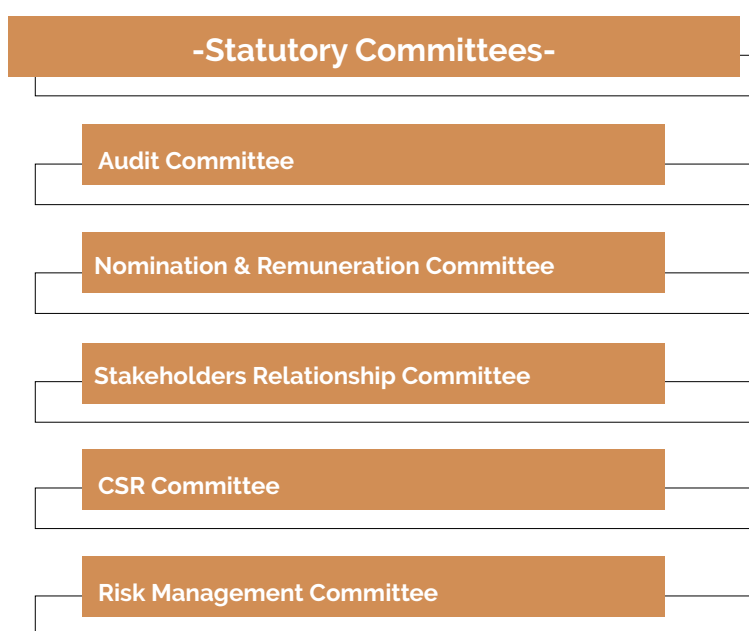 -Statutory Committees-
Audit Committee
Nomination & Remuneration Committee
Stakeholders Relationship Committee
CSR Committee
Risk Management Committee